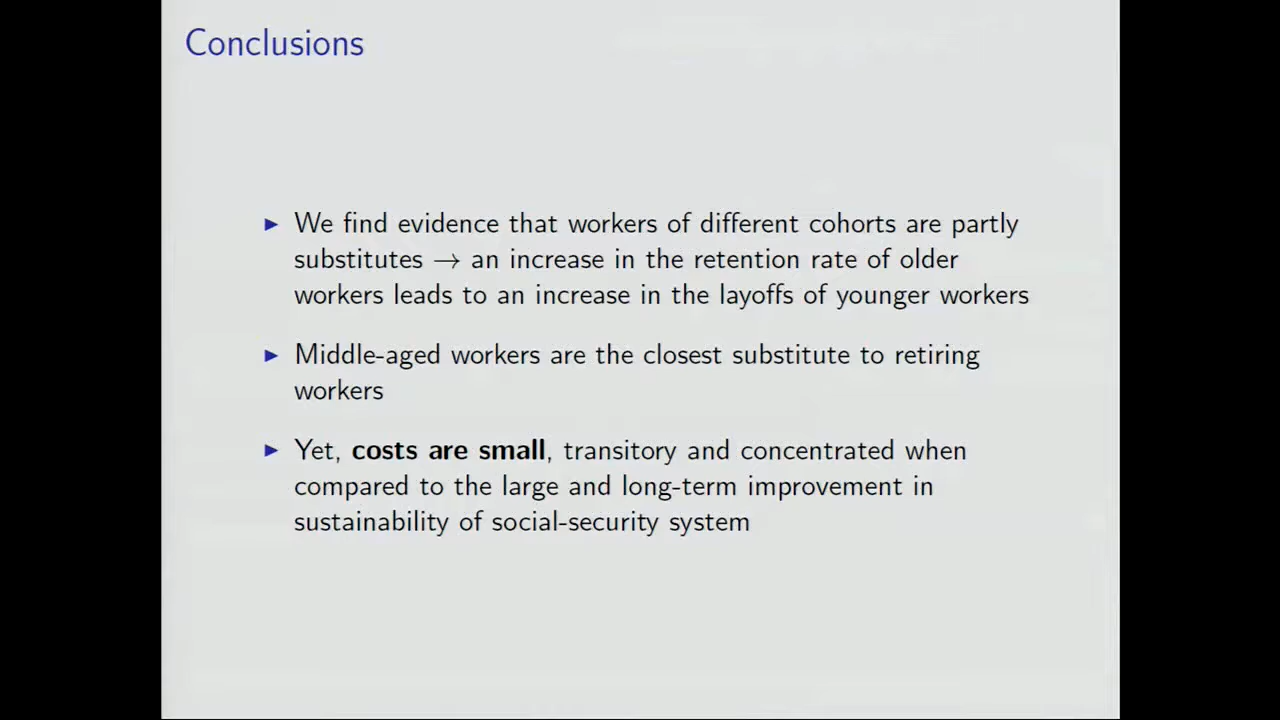 Conclusions
▶ We find evidence that workers of different cohorts are partly
substitutes → an increase in the retention rate of older
workers leads to an increase in the layoffs of younger workers
▶ Middle-aged workers are the closest substitute to retiring
workers
▶ Yet, costs are small, transitory and concentrated when
compared to the large and long-term improvement in
sustainability of social-security system